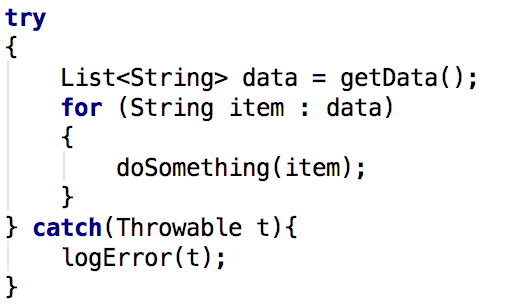 try
{
    List<String> data = getData();
    for (String item : data)
    {
        doSomething(item);
    }
} catch(Throwable t){
    logError(t);
}